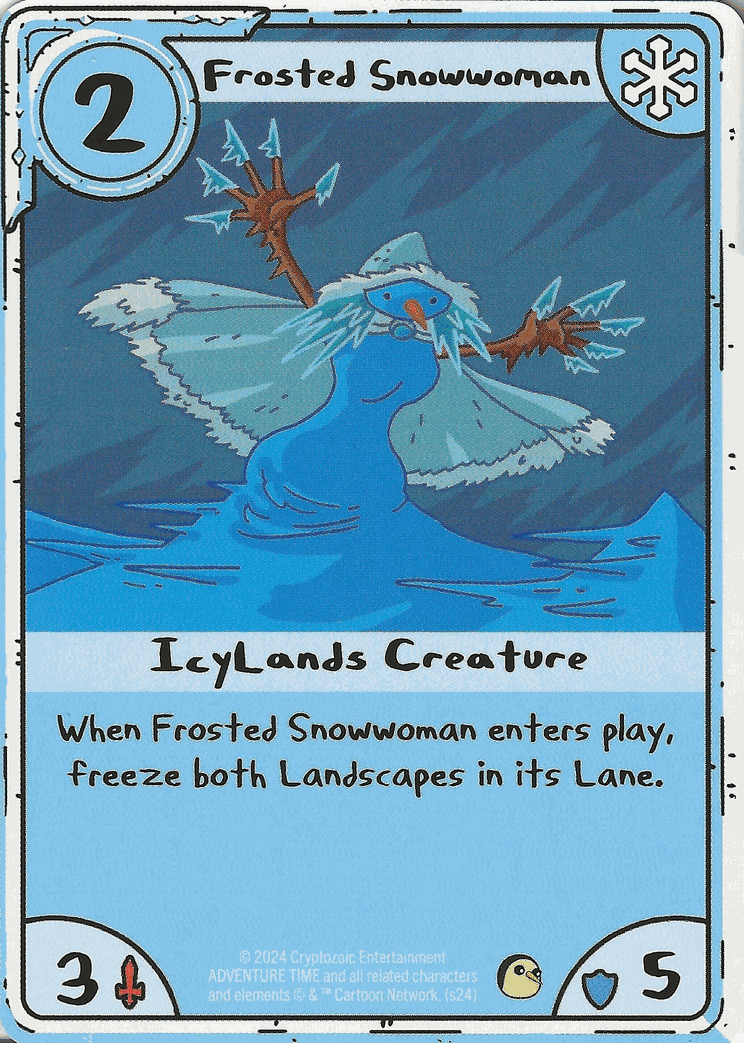 2
Frosted Snowwoman
IcyLands Creature
When Frosted Snowwoman enters play,
freeze both Landscapes in its Lane.
3
© 2024 Cryptozoic Entertainment
ADVENTURE TIME and all related characters
and elements © & ™ Cartoon Network. (s24)
5